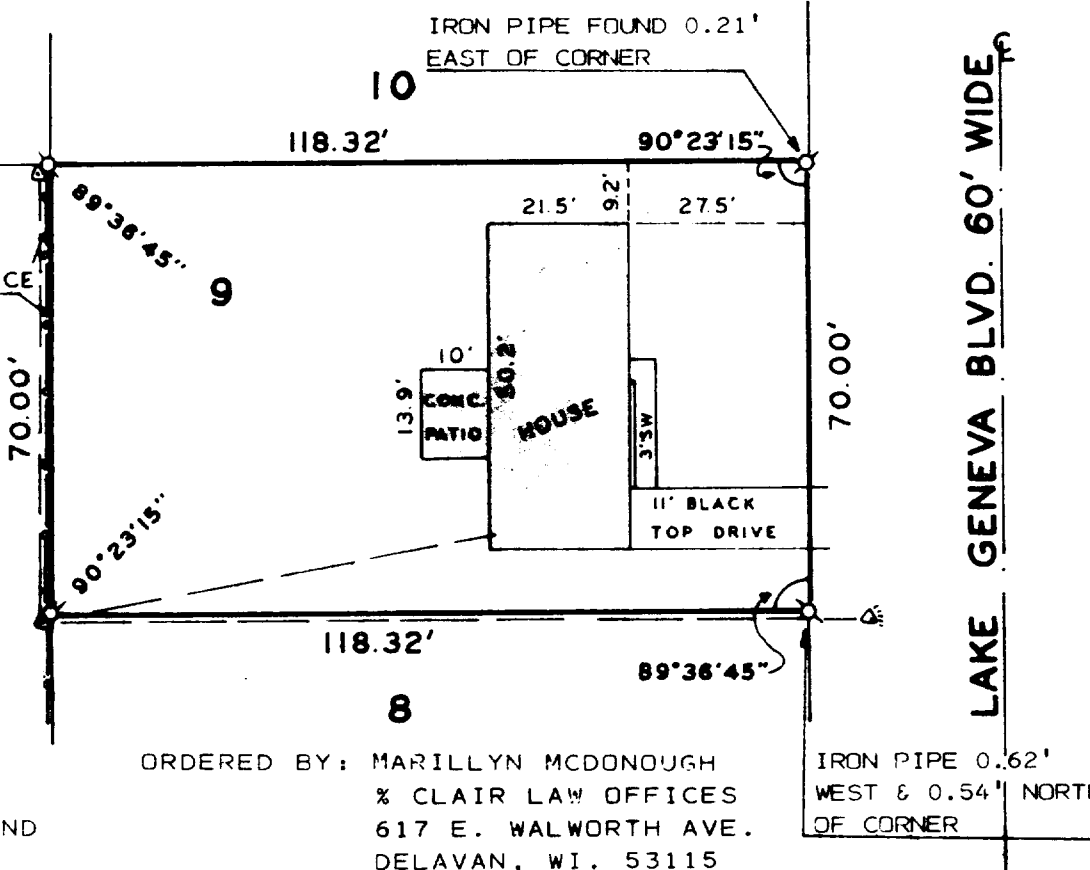 IRON PIPE FOUND 0.21'
EAST OF CORNER
10
118.32'
90°23'15"
89°36'45"
9.2'
21.5'
27.5'
9
CE
70.00'
10'
13.9'
CONC.
PATIO
50.2'
HOUSE
3'SW
70.00'
11' BLACK
TOP DRIVE
90°23'15"
118.32'
89°36'45"
8
LAKE GENEVA BLVD. 60' WIDE
ORDERED BY: MARILLYN MCDONOUGH
% CLAIR LAW OFFICES
617 E. WALWORTH AVE.
DELAVAN, WI. 53115
IRON PIPE 0.62'
WEST & 0.54' NORTH
OF CORNER
ND